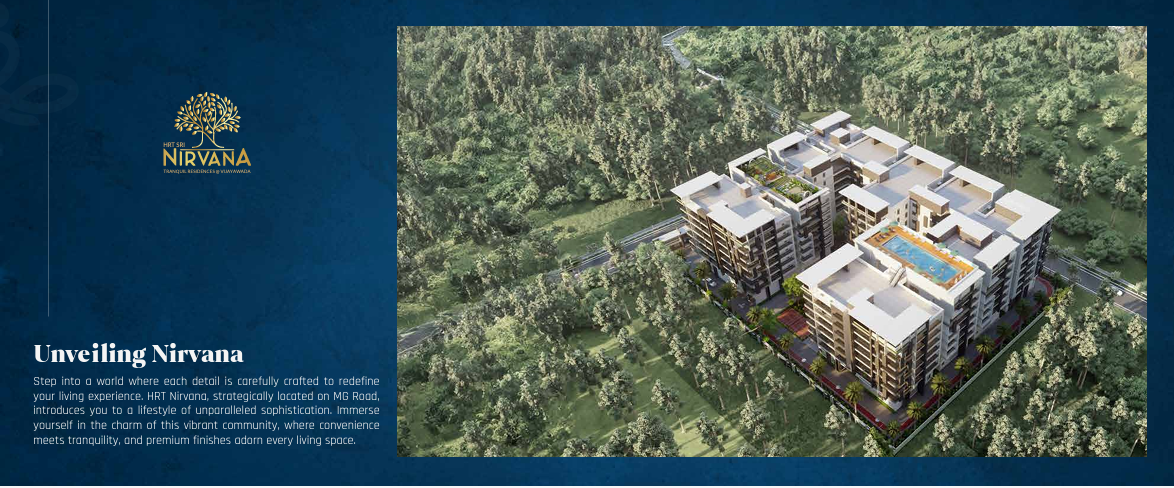 HRT SRI
NIRVANA
TRANQUIL RESIDENCES @ VIJAYAWADA
Unveiling Nirvana
Step into a world where each detail is carefully crafted to redefine
your living experience. HRT Nirvana, strategically located on MG Road,
introduces you to a lifestyle of unparalleled sophistication. Immerse
yourself in the charm of this vibrant community, where convenience
meets tranquility, and premium finishes adorn every living space.